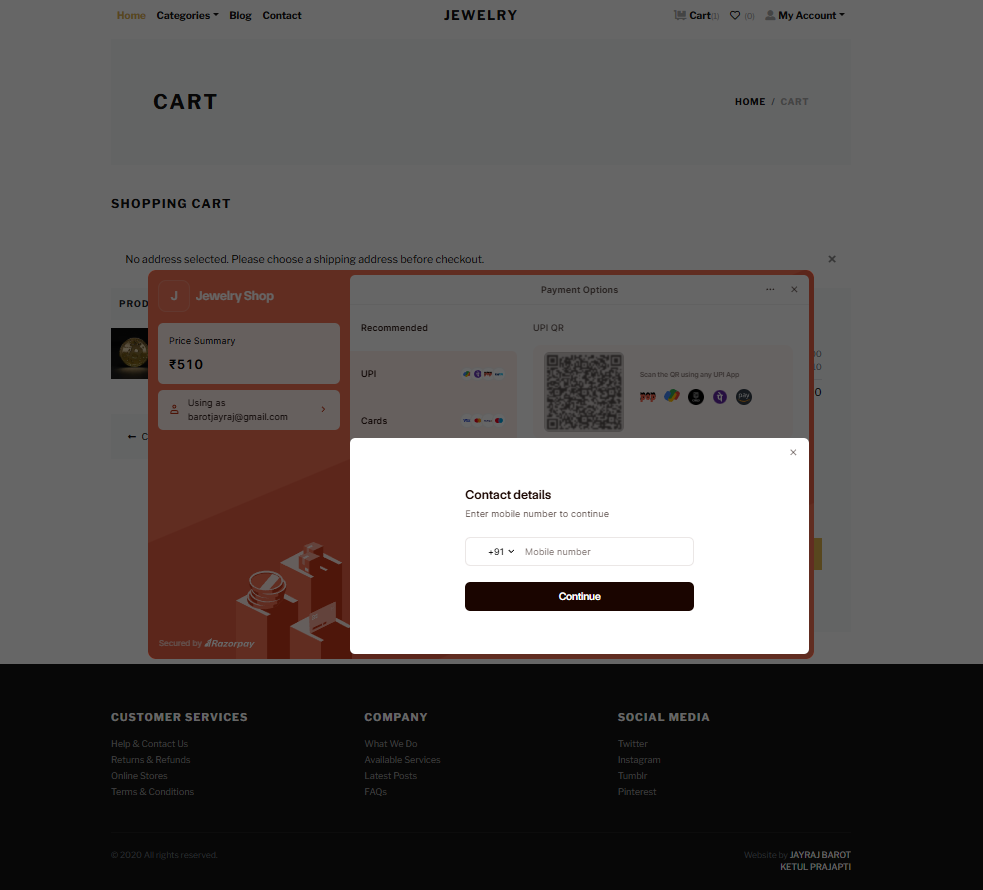 Home Categories Blog Contact JEWELRY Cart(1) (0) My Account
CART
HOME / CART
SHOPPING CART
No address selected. Please choose a shipping address before checkout. ×
PROD
J Jewelry Shop
Payment Options
Price Summary
₹510
Using as
barotjayraj@gmail.com
Recommended
UPI
Cards
UPI QR
Scan the QR using any UPI App
pop
pay
Contact details
Enter mobile number to continue
+91 Mobile number
Continue
Secured by Razorpay
CUSTOMER SERVICES
Help & Contact Us
Returns & Refunds
Online Stores
Terms & Conditions
COMPANY
What We Do
Available Services
Latest Posts
FAQs
SOCIAL MEDIA
Twitter
Instagram
Tumblr
Pinterest
© 2020 All rights reserved.
Website by JAYRAJ BAROT
KETUL PRAJAPTI